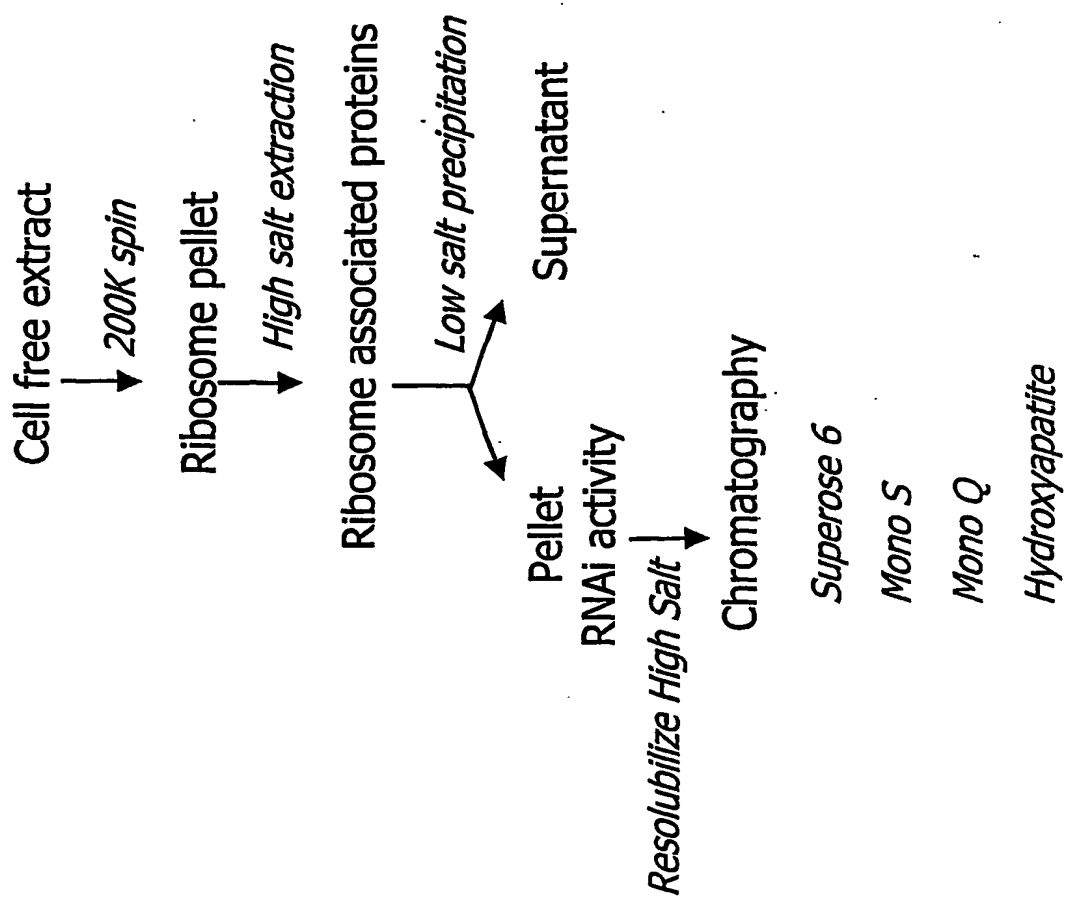 Cell free extract
200K spin
Ribosome pellet
High salt extraction
Ribosome associated proteins
Low salt precipitation
Pellet
RNAi activity
Supernatant
Resolubilize High Salt
Chromatography
Superose 6
Mono S
Mono Q
Hydroxyapatite